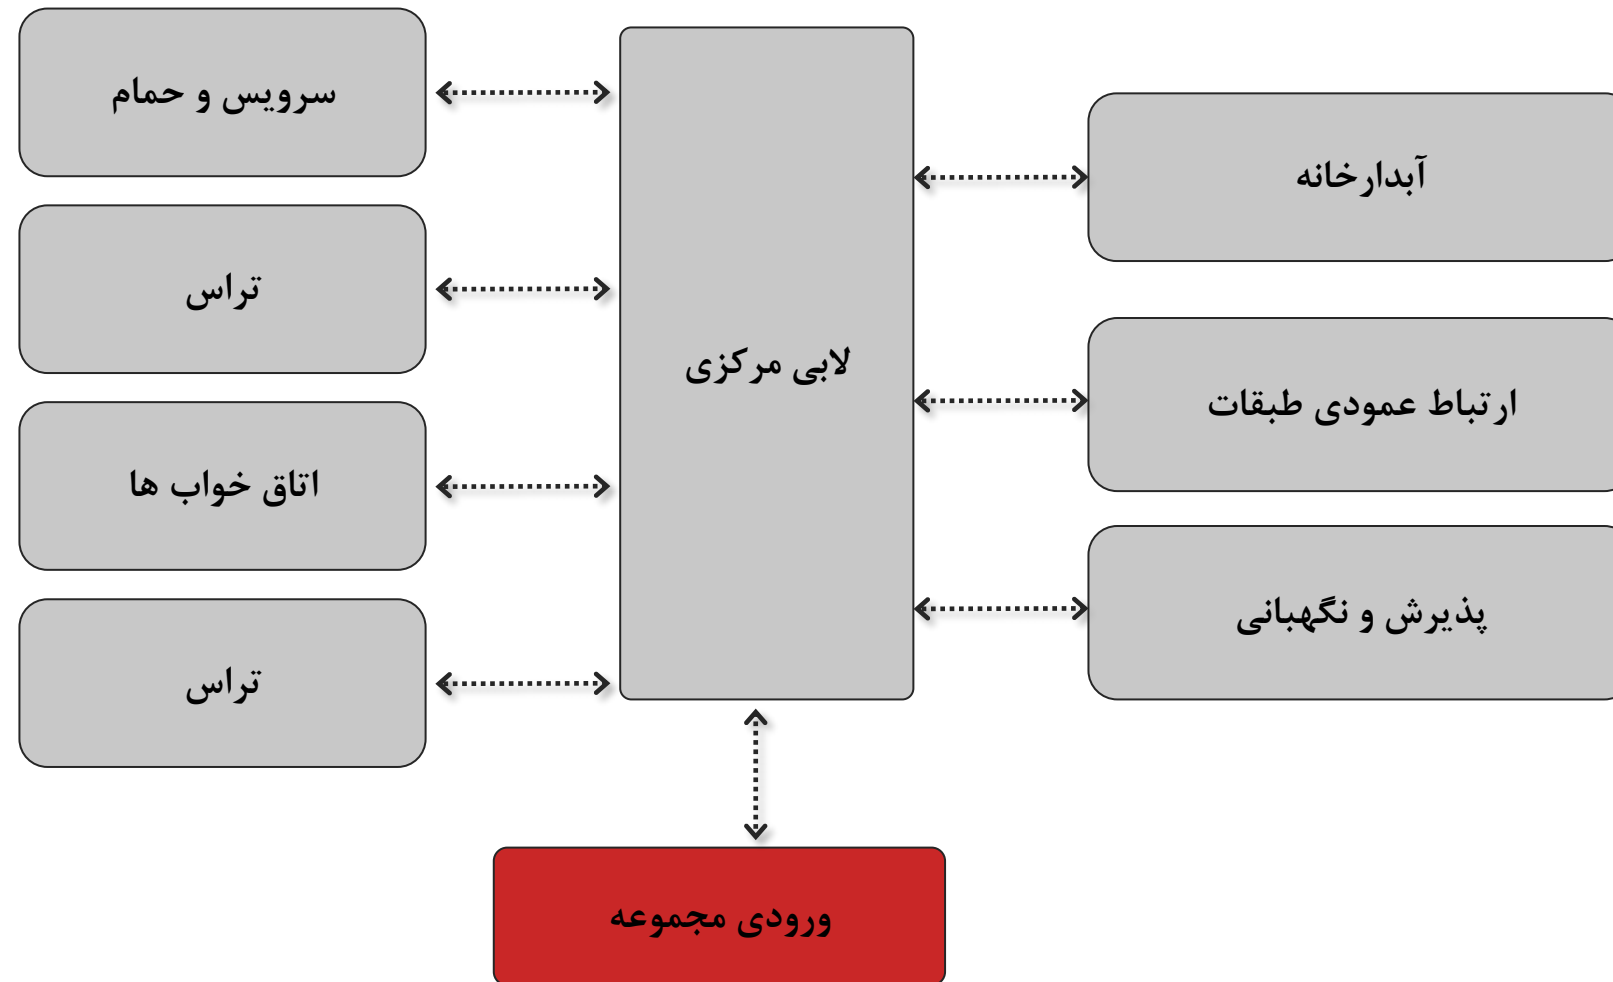 سرویس و حمام
آبدارخانه
تراس
لابی مرکزی
ارتباط عمودی طبقات
اتاق خواب ها
پذیرش و نگهبانی
تراس
ورودی مجموعه